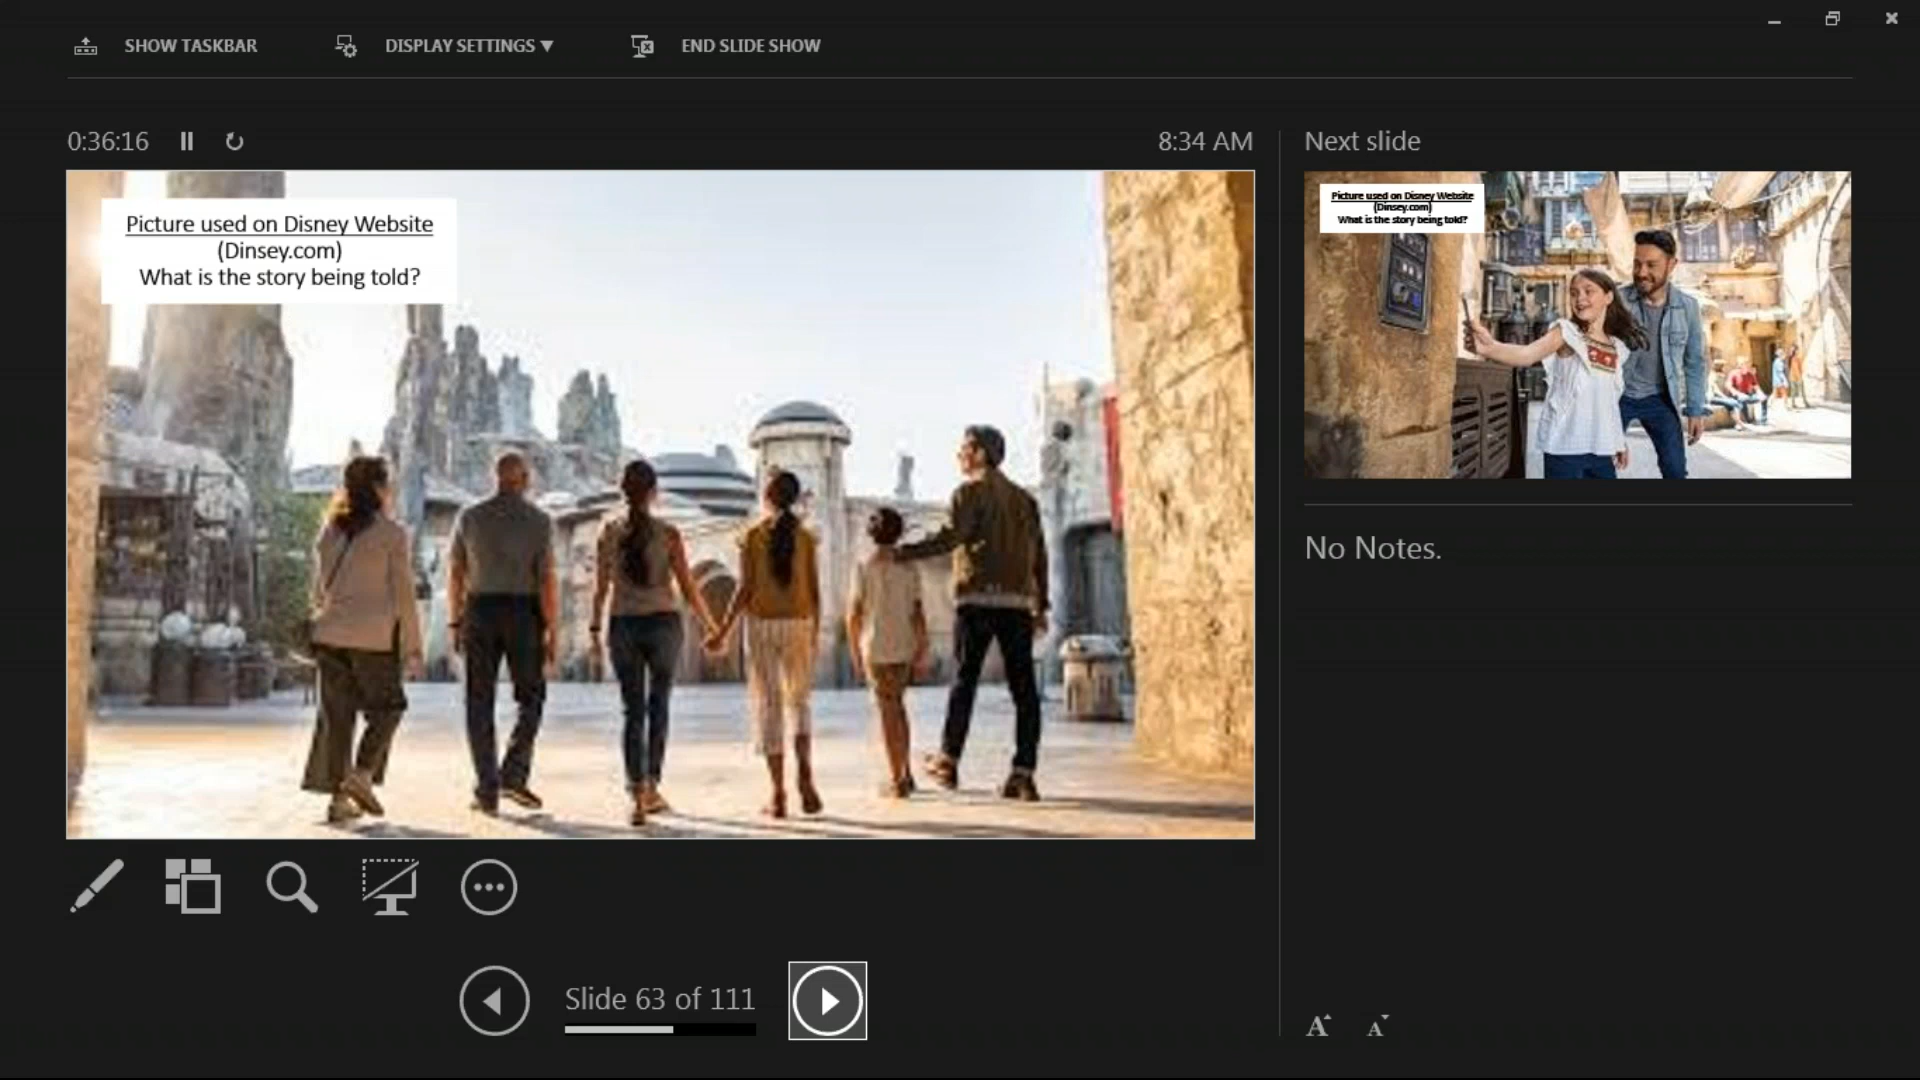 SHOW TASKBAR
DISPLAY SETTINGS ▼
END SLIDE SHOW
0:36:16
8:34 AM
Picture used on Disney Website
(Dinsey.com)
What is the story being told?
Next slide
Picture used on Disney Website
(Dinsey.com)
What is the story being told?
No Notes.
Slide 63 of 111
A
A